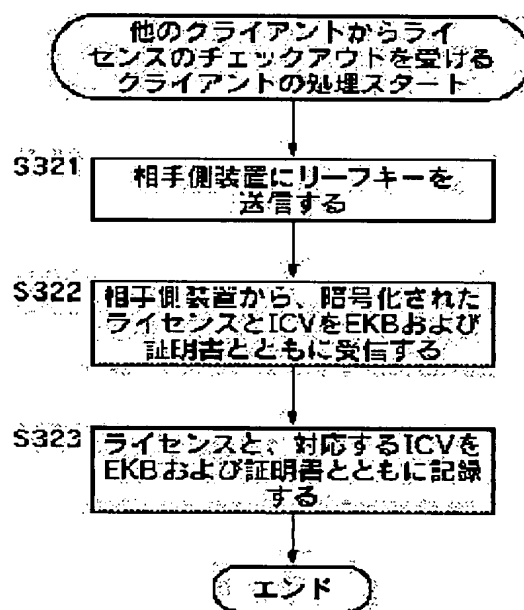 他のクライアントからライ
センスのチェックアウトを受ける
クライアントの処理スタート
S321
相手側装置にリーフキーを
送信する
S322
相手側装置から、暗号化された
ライセンスとICVをEKBおよび
証明書とともに受信する
S323
ライセンスと、対応するICVを
EKBおよび証明書とともに記録
する
エンド